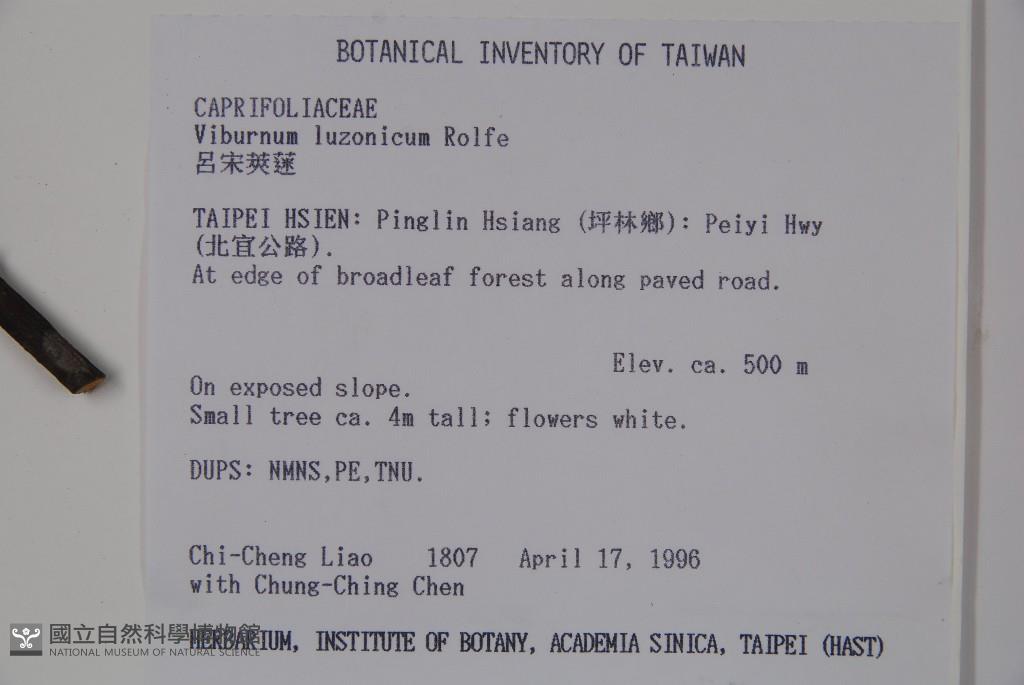 BOTANICAL INVENTORY OF TAIWAN
CAPRIFOLIACEAE
Viburnum luzonicum Rolfe
呂宋莢蒾
TAIPEI HSIEN: Pinglin Hsiang (坪林鄉): Peiyi Hwy
(北宜公路).
At edge of broadleaf forest along paved road.
Elev. ca. 500 m
On exposed slope.
Small tree ca. 4m tall; flowers white.
DUPS: NMNS,PE,TNU.
Chi-Cheng Liao 1807 April 17, 1996
with Chung-Ching Chen
HERBARIUM, INSTITUTE OF BOTANY, ACADEMIA SINICA, TAIPEI (HAST)
國立自然科學博物館
NATIONAL MUSEUM OF NATURAL SCIENCE